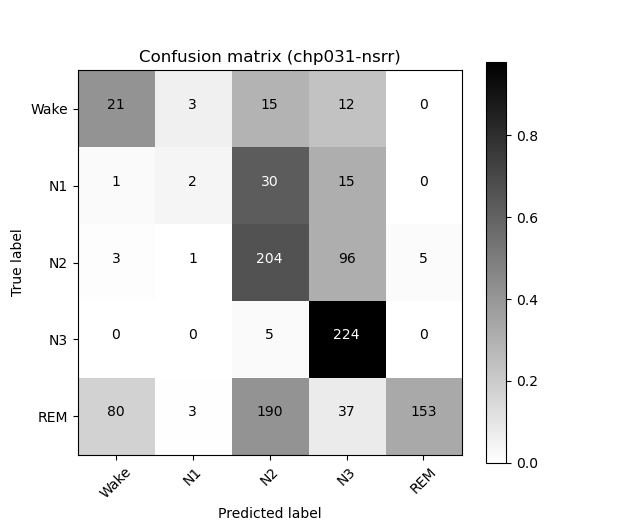 Confusion matrix (chp031-nsrr)
Wake 21 3 15 12 0
N1 1 2 30 15 0
N2 3 1 204 96 5
N3 0 0 5 224 0
REM 80 3 190 37 153
Wake N1 N2 N3 REM
True label
Predicted label
0.8
0.6
0.4
0.2
0.0